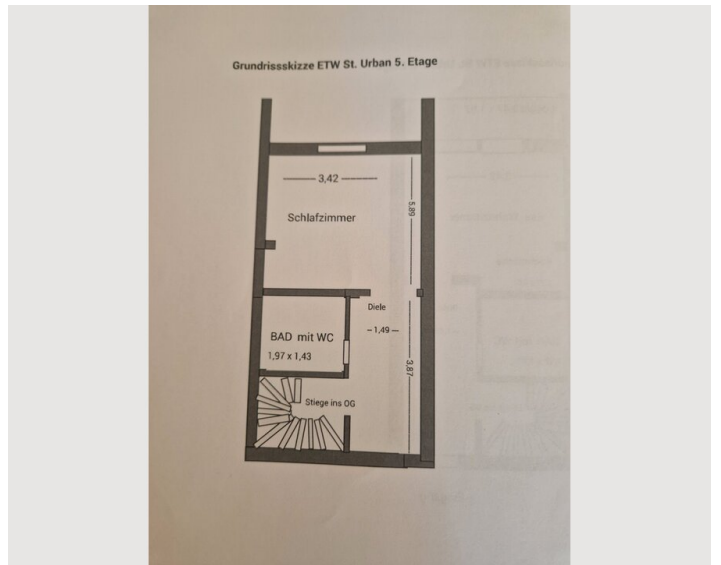 Grundrissskizze ETW St. Urban 5. Etage
3,42
Schlafzimmer
5,89
Diele
1,49
BAD mit WC
1,97 x 1,43
3,87
Stiege ins OG